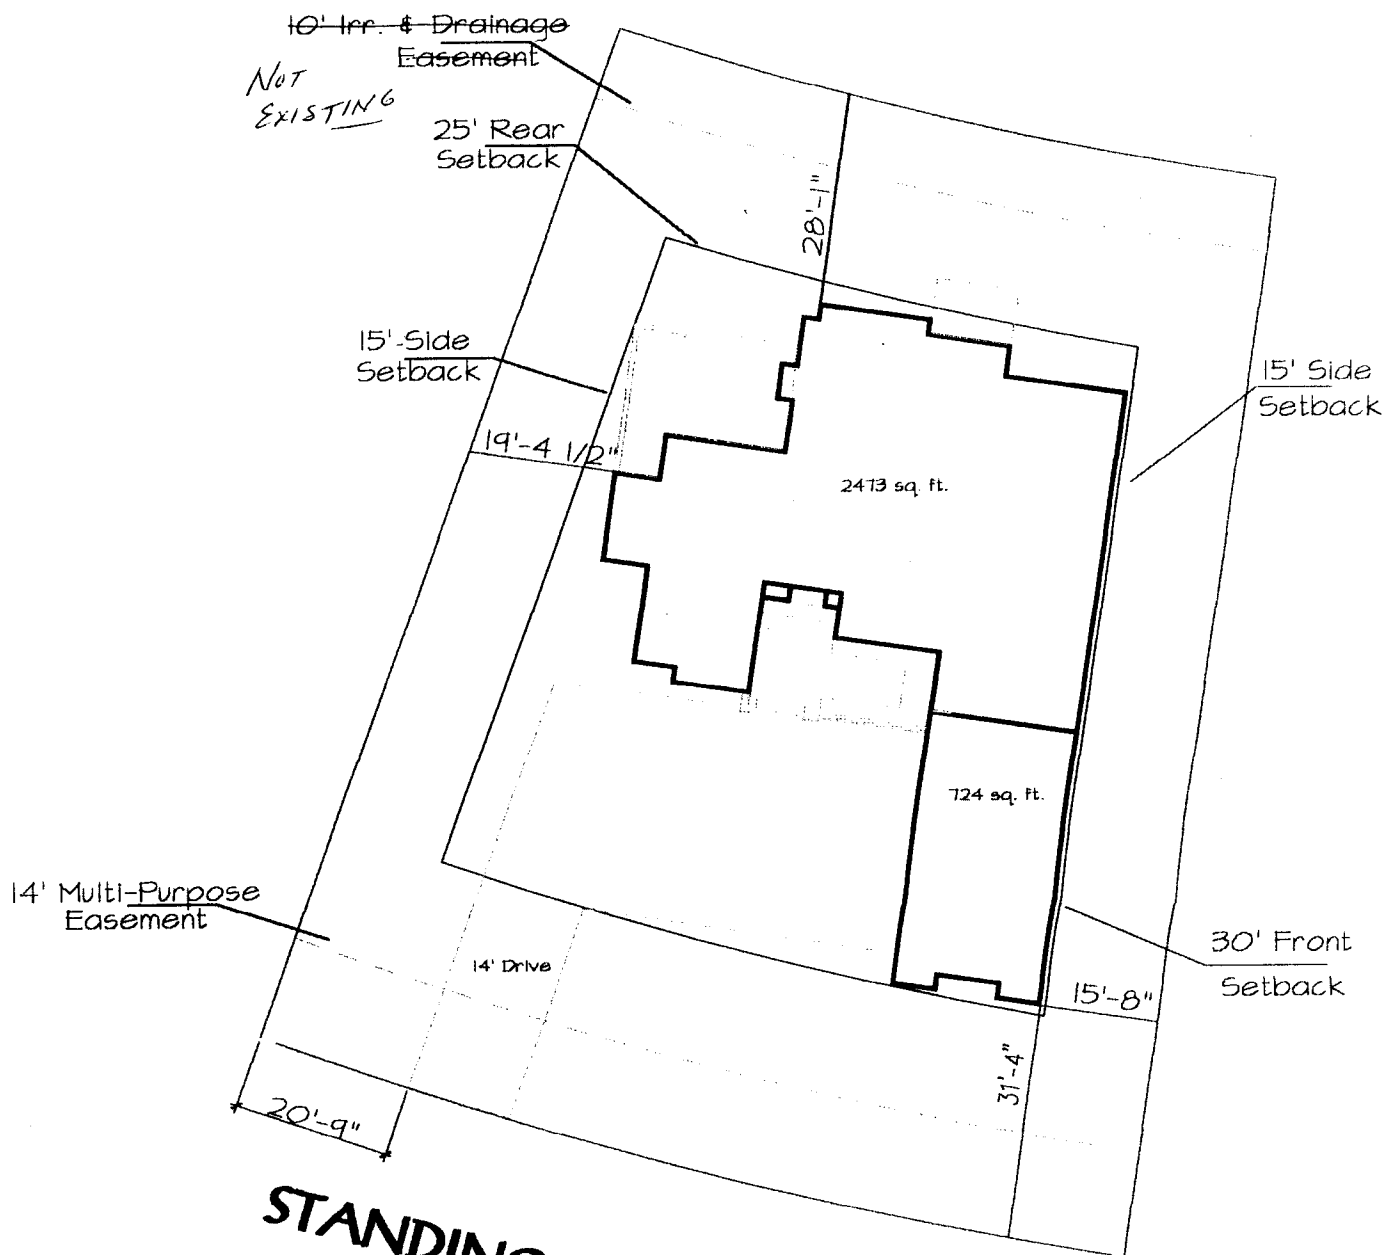 10' Irr. & Drainage
Easement
NOT
EXISTING
25' Rear
Setback
28'-1"
15' Side
Setback
15' Side
Setback
19'-4 1/2"
2473 sq. ft.
724 sq. ft.
14' Multi-Purpose
Easement
14' Drive
30' Front
Setback
15'-8"
31'-4"
20'-9"
STANDING